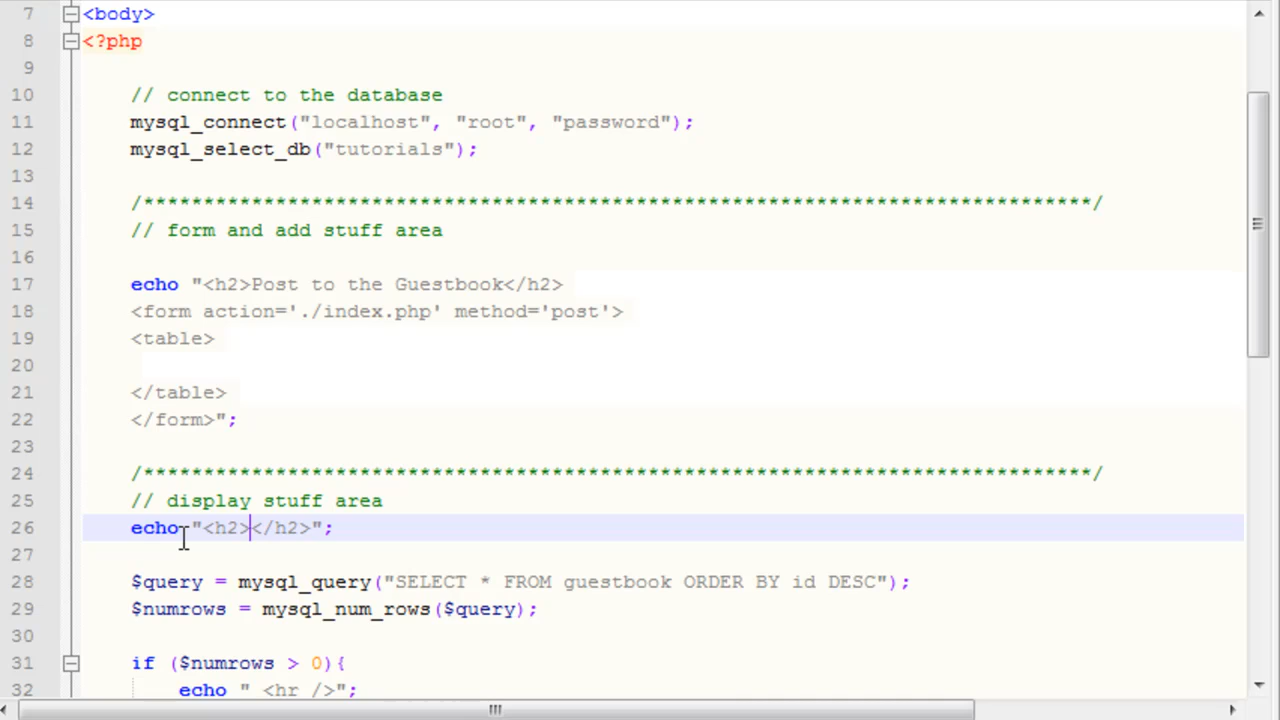 7 <body>
8 <?php
9
10 // connect to the database
11 mysql_connect("localhost", "root", "password");
12 mysql_select_db("tutorials");
13
14 /*******************************************************************************/
15 // form and add stuff area
16
17 echo "<h2>Post to the Guestbook</h2>
18 <form action='./index.php' method='post'>
19 <table>
20
21 </table>
22 </form>";
23
24 /*******************************************************************************/
25 // display stuff area
26 echo "<h2></h2>";
27
28 $query = mysql_query("SELECT * FROM guestbook ORDER BY id DESC");
29 $numrows = mysql_num_rows($query);
30
31 if ($numrows > 0){
32 echo " <hr />";